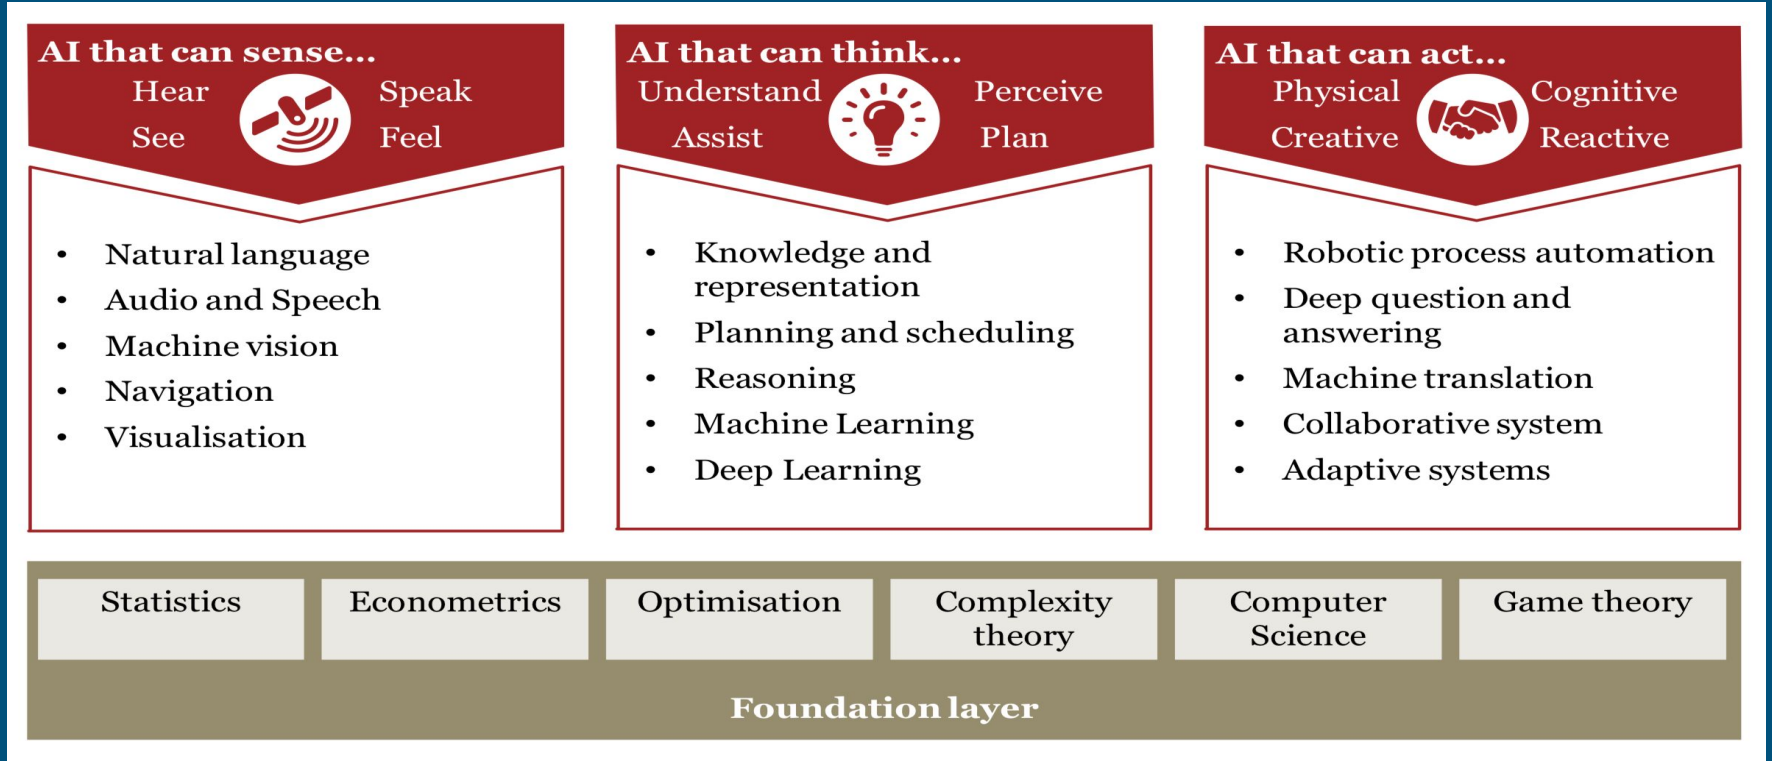 AI that can sense...
Hear
Speak
See
Feel
• Natural language
• Audio and Speech
• Machine vision
• Navigation
• Visualisation
AI that can think...
Understand
Perceive
Assist
Plan
• Knowledge and
representation
• Planning and scheduling
• Reasoning
• Machine Learning
• Deep Learning
AI that can act...
Physical
Cognitive
Creative
Reactive
• Robotic process automation
• Deep question and
answering
• Machine translation
• Collaborative system
• Adaptive systems
Statistics
Econometrics
Optimisation
Complexity
theory
Computer
Science
Game theory
Foundation layer